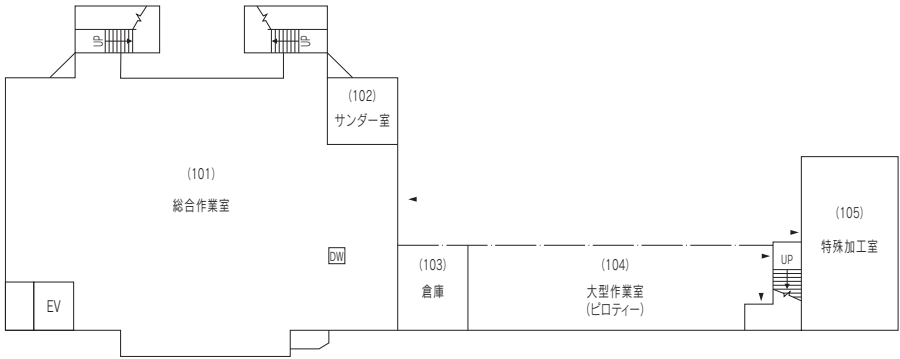 UP
UP
(102)
サンダー室
(101)
総合作業室
(105)
特殊加工室
DW
(103)
倉庫
(104)
大型作業室
(ピロティー)
UP
EV